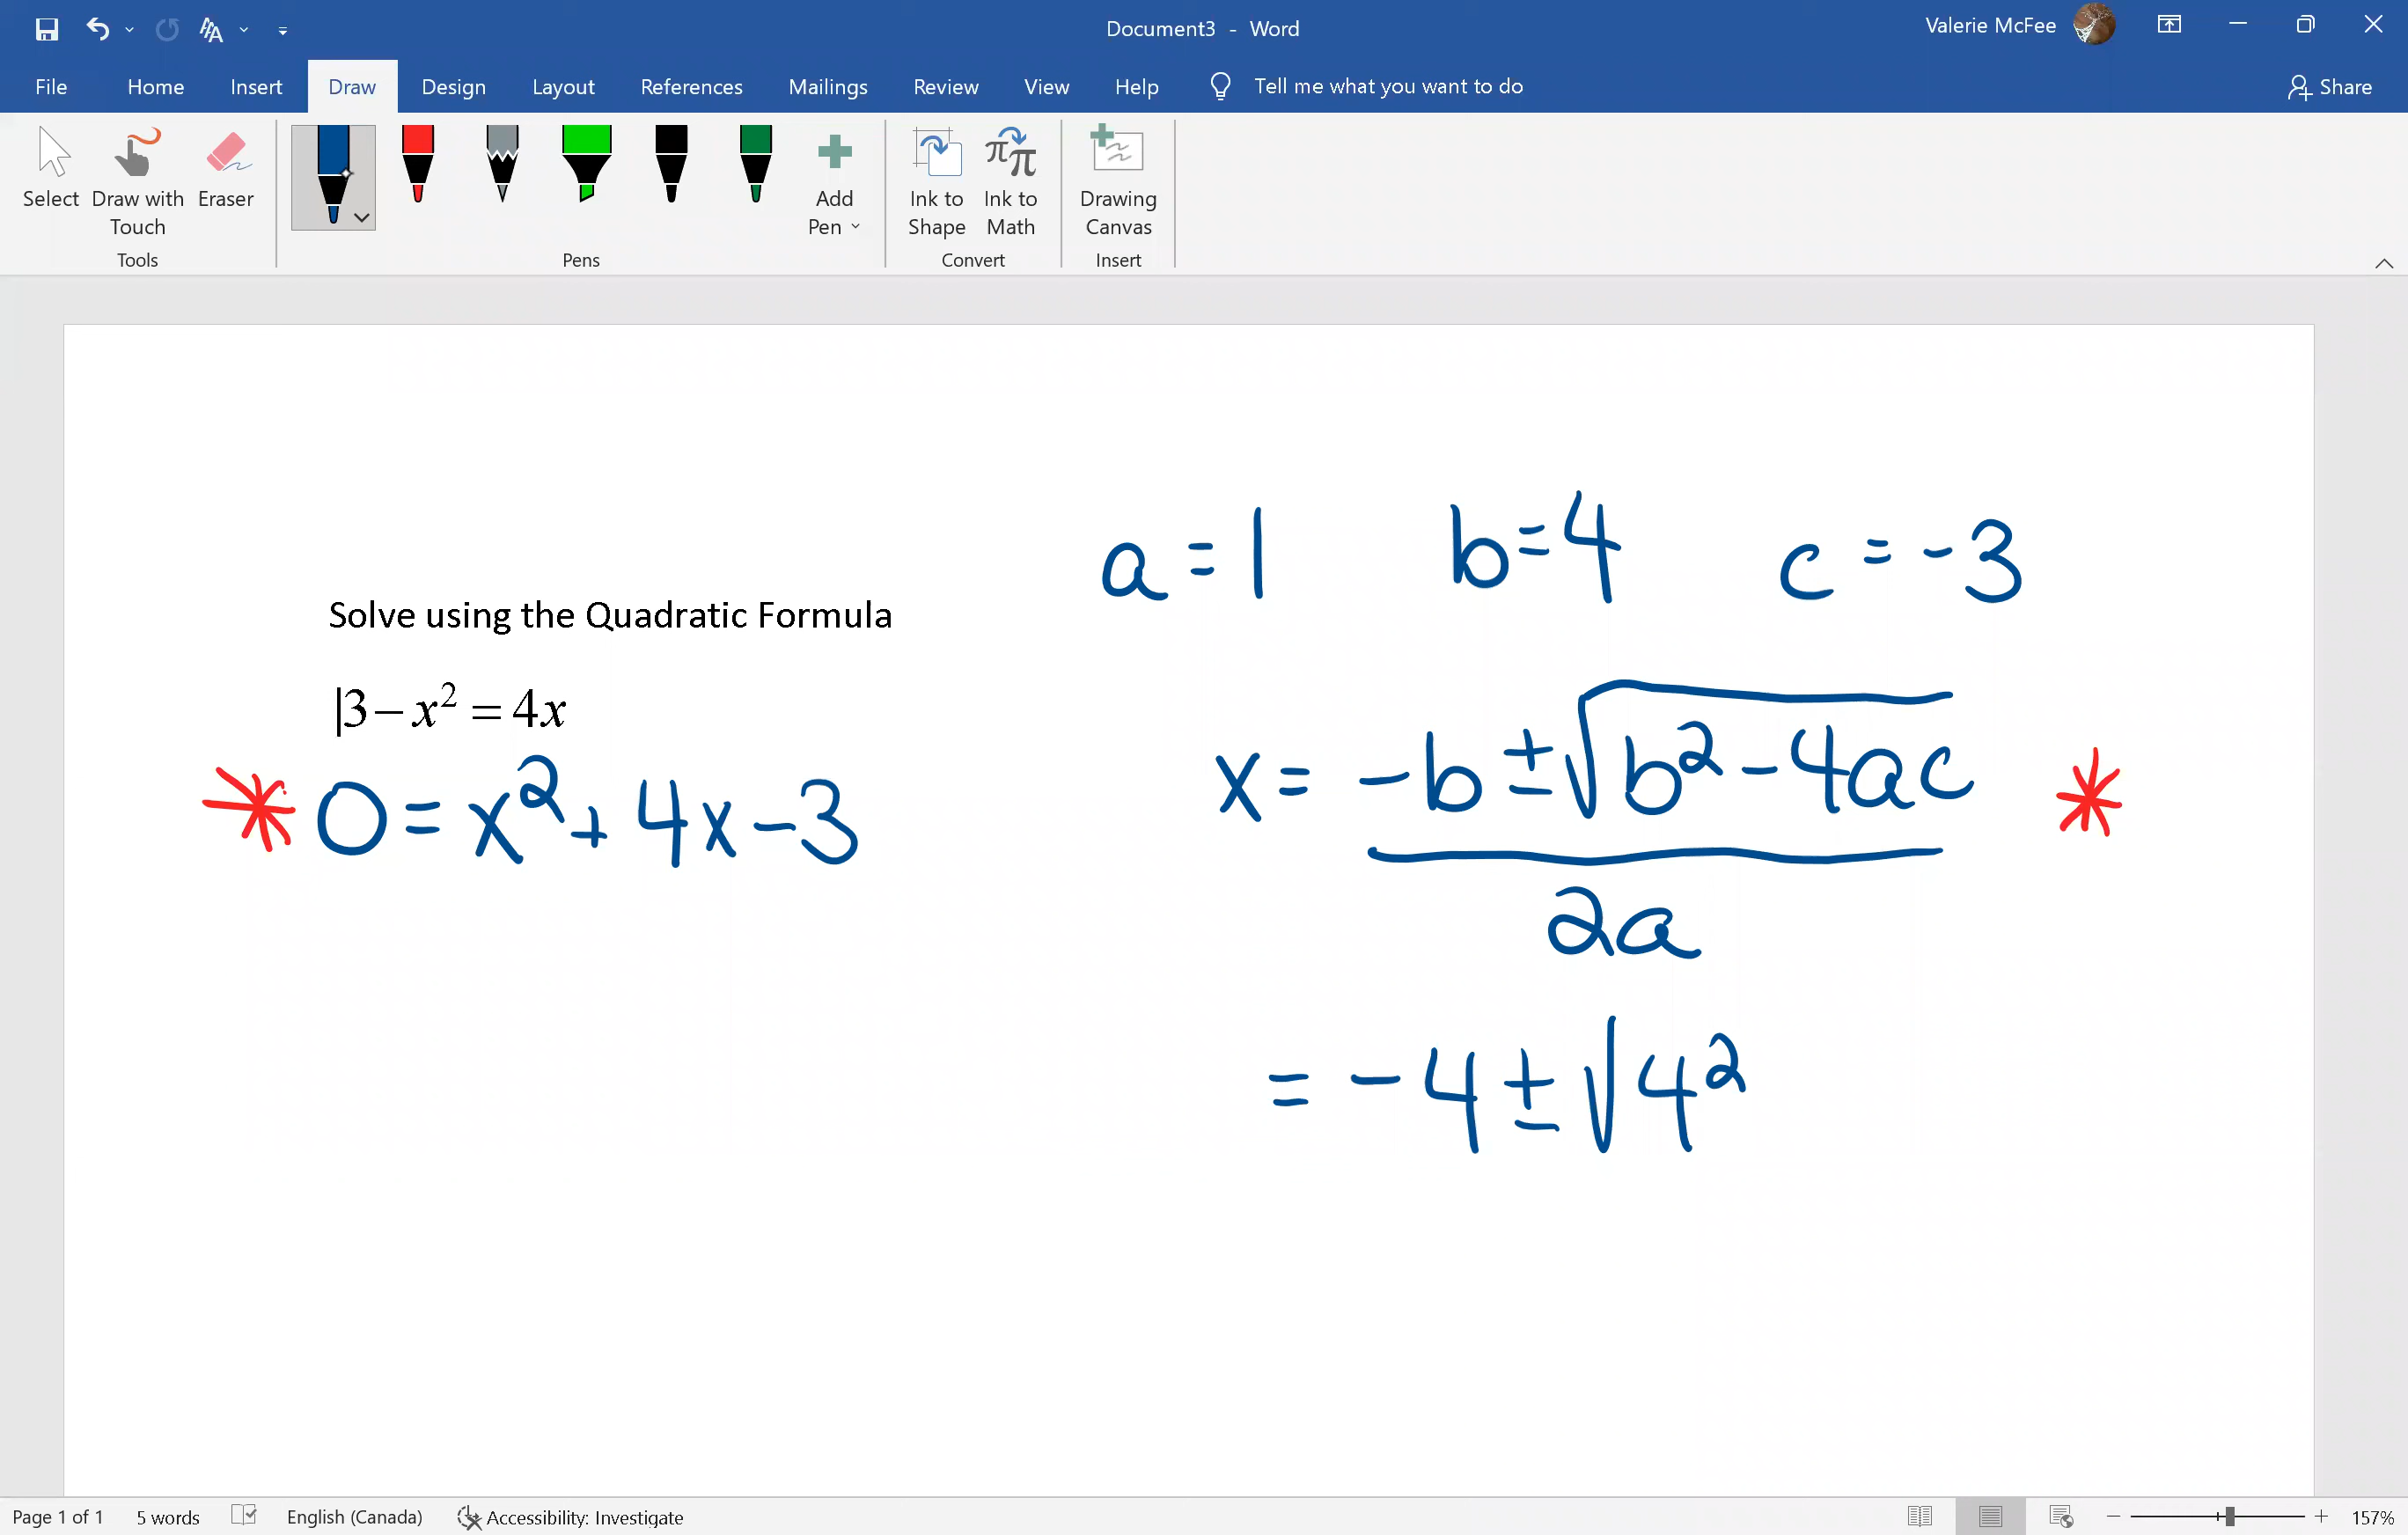 Document3 - Word
Valerie McFee
File Home Insert Draw Design Layout References Mailings Review View Help Tell me what you want to do Share
Select Draw with Touch Eraser
Add Pen
Ink to Shape Ink to Math
Drawing Canvas
Tools Pens Convert Insert
a = 1 b = 4 c = -3
Solve using the Quadratic Formula
3 − x² = 4x
* 0 = x² + 4x - 3
x = -b ± √b² - 4ac *
2a
= -4 ± √4²
Page 1 of 1 5 words English (Canada) Accessibility: Investigate 157%